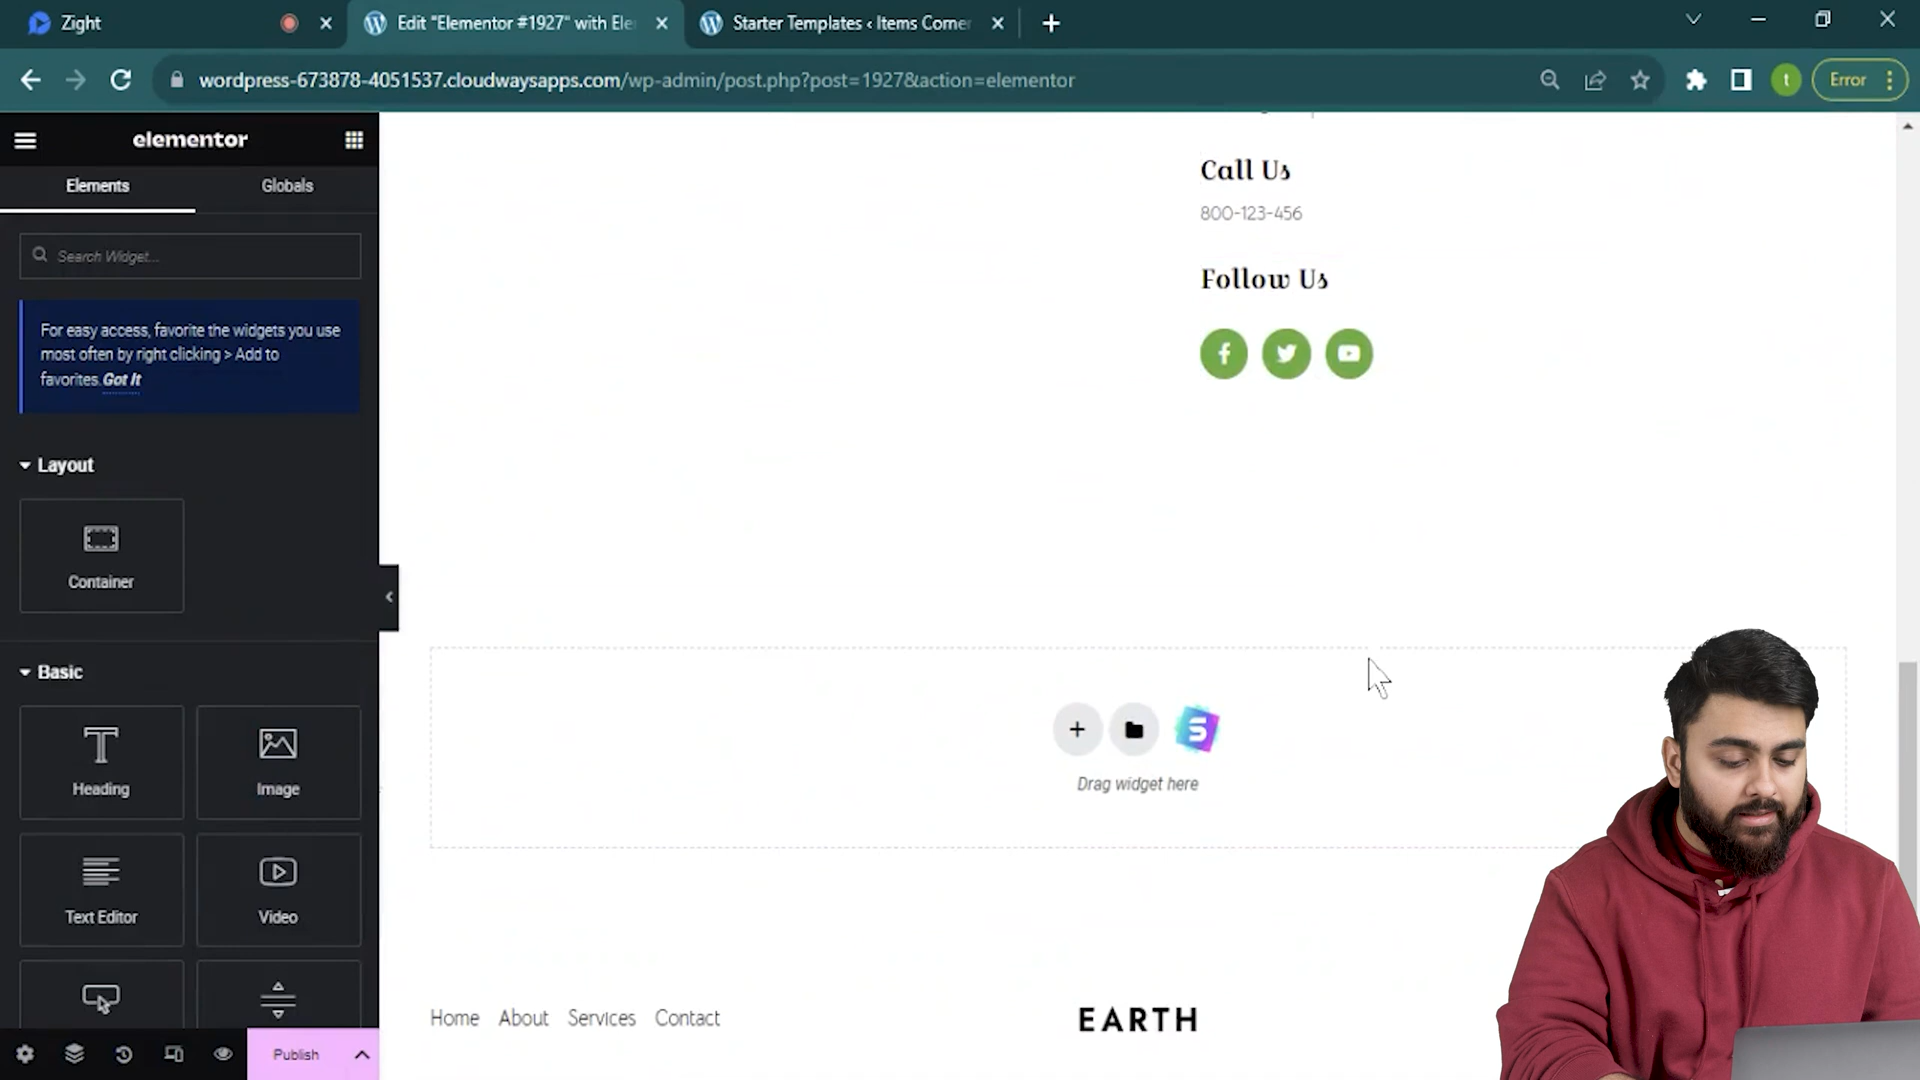 Zight
Edit "Elementor #1927" with Ele
Starter Templates ‹ Items Corner
wordpress-673878-4051537.cloudwaysapps.com/wp-admin/post.php?post=1927&action=elementor
t
Error
elementor
Elements
Globals
Search Widget...
For easy access, favorite the widgets you use
most often by right clicking > Add to
favorites. Got It
Layout
Container
Basic
Heading
Image
Text Editor
Video
Publish
Call Us
800-123-456
Follow Us
Drag widget here
Home
About
Services
Contact
EARTH